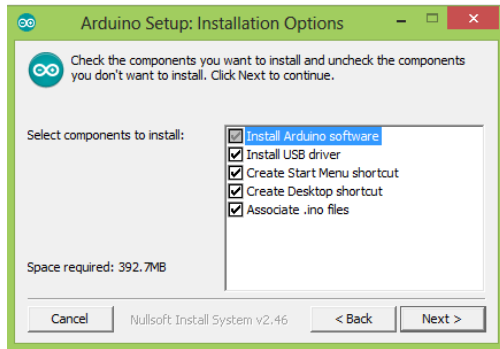 Arduino Setup: Installation Options
Check the components you want to install and uncheck the components
you don't want to install. Click Next to continue.
Select components to install:
Install Arduino software
Install USB driver
Create Start Menu shortcut
Create Desktop shortcut
Associate .ino files
Space required: 392.7MB
Cancel
Nullsoft Install System v2.46
< Back
Next >